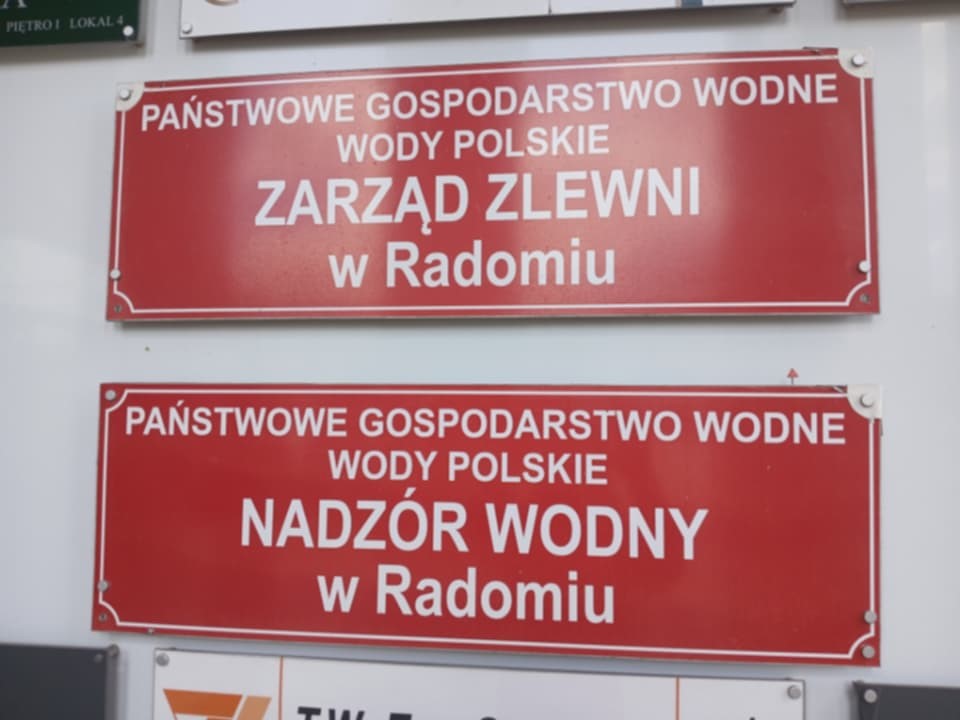 PIĘTRO I LOKAL 4
PAŃSTWOWE GOSPODARSTWO WODNE
WODY POLSKIE
ZARZĄD ZLEWNI
w Radomiu
PAŃSTWOWE GOSPODARSTWO WODNE
WODY POLSKIE
NADZÓR WODNY
w Radomiu